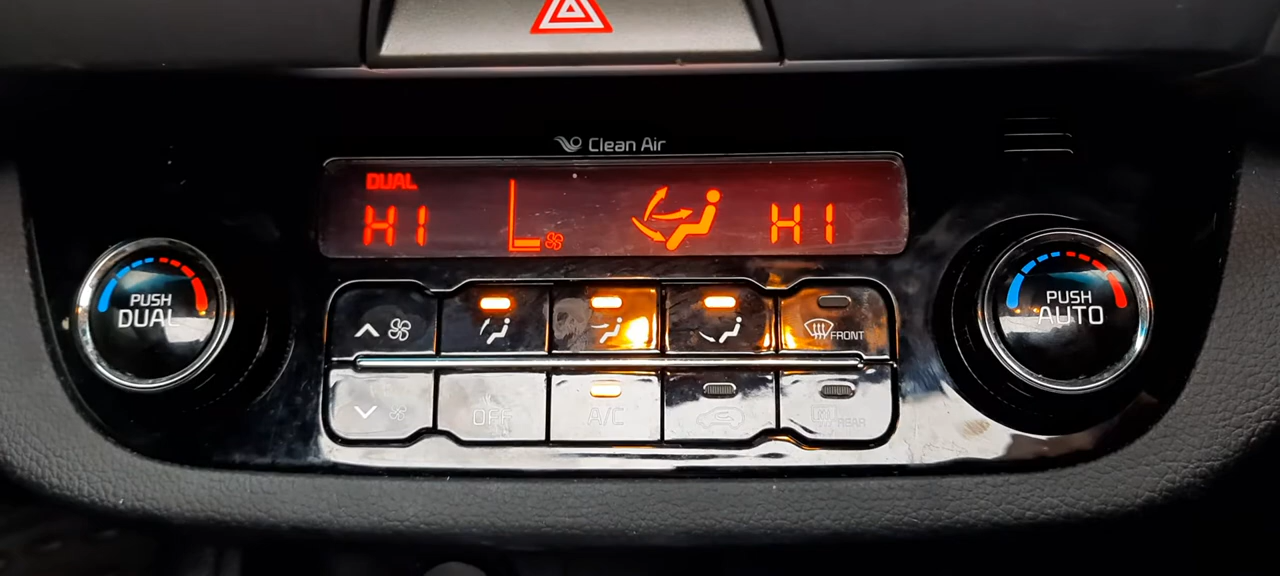 Clean Air
DUAL
HI HI
PUSH
DUAL
PUSH
AUTO
FRONT
OFF
A/C
REAR